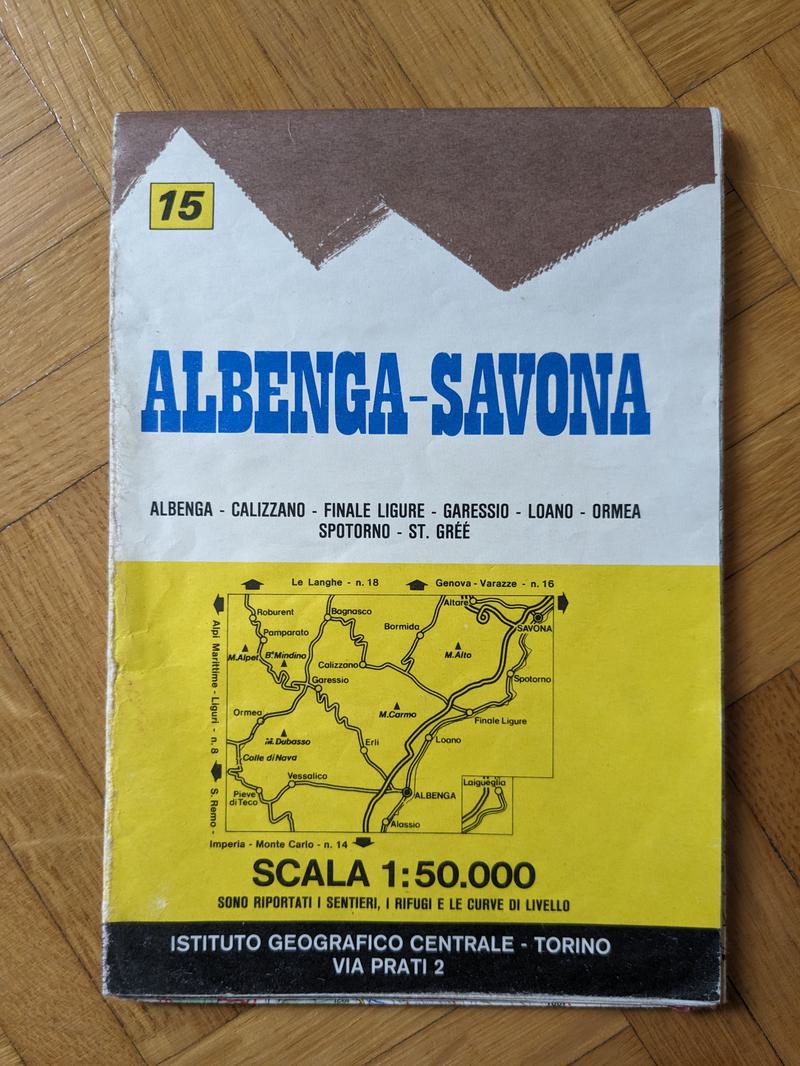 15
ALBENGA-SAVONA
ALBENGA - CALIZZANO - FINALE LIGURE - GARESSIO - LOANO - ORMEA
SPOTORNO - ST. GRÉÉ
Le Langhe - n. 18
Genova - Varazze - n. 16
Alpi Marittime - Liguri - n. 8
S. Remo -
Imperia - Monte Carlo - n. 14
Roburent
Bagnasco
Altare
SAVONA
Pamparato
Bormida
M. Alpet
B.ª Mindino
M. Alto
Calizzano
Garessio
Spotorno
Ormea
M. Carmo
Finale Ligure
M. Dubasso
Erli
Loano
Colle di Nava
Vessalico
Laigueglia
Pieve
di Teco
ALBENGA
Alassio
SCALA 1:50.000
SONO RIPORTATI I SENTIERI, I RIFUGI E LE CURVE DI LIVELLO
ISTITUTO GEOGRAFICO CENTRALE - TORINO
VIA PRATI 2